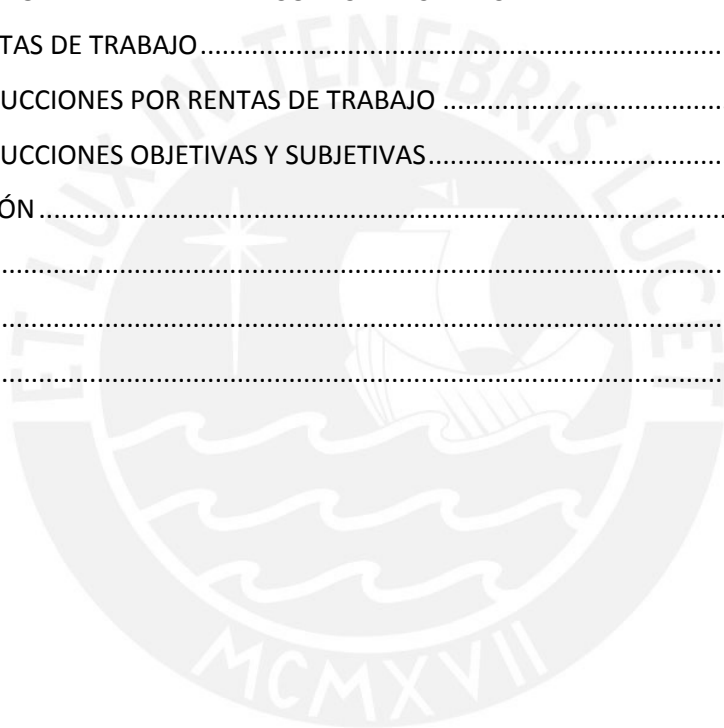 TAS DE TRABAJO
UCCIONES POR RENTAS DE TRABAJO
UCCIONES OBJETIVAS Y SUBJETIVAS
ÓN
ET LUX IN TENEBRIS LUCET
MCMXVII